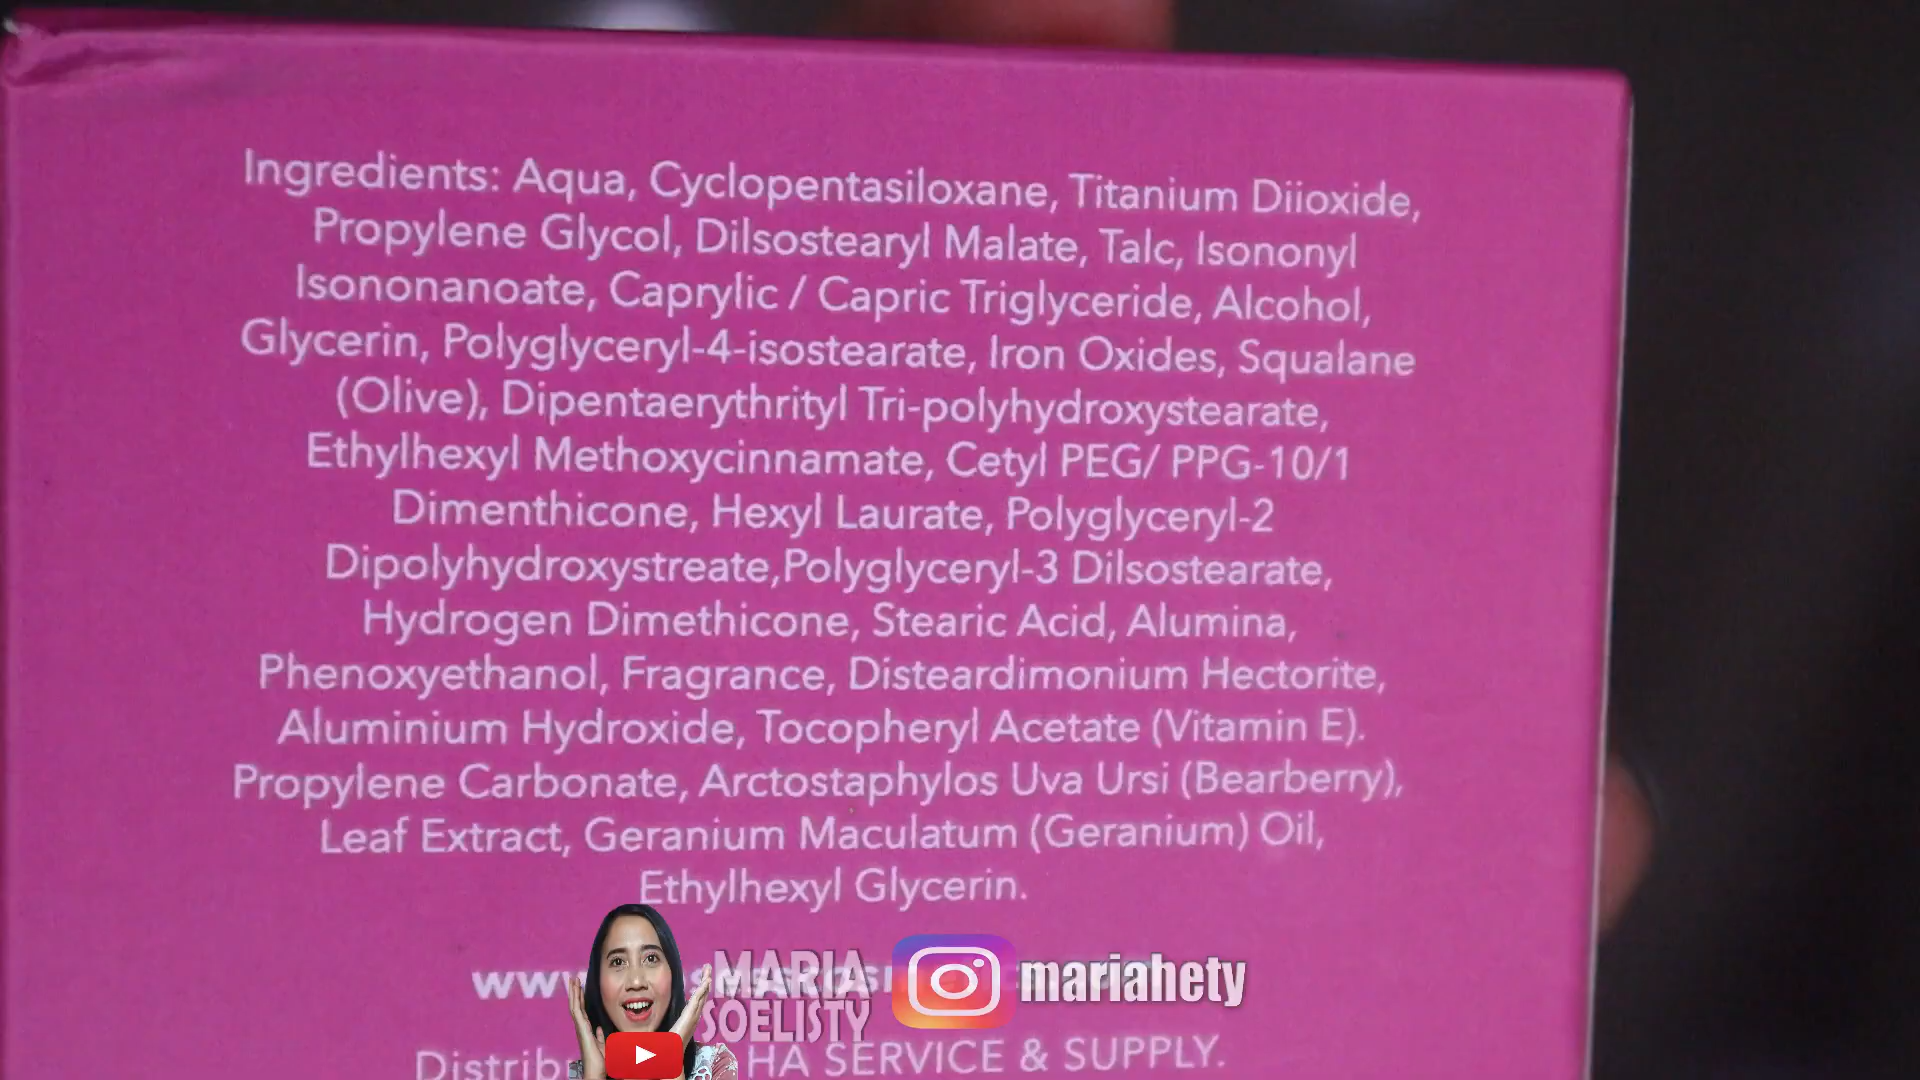 Ingredients: Aqua, Cyclopentasiloxane, Titanium Diioxide,
Propylene Glycol, Dilsostearyl Malate, Talc, Isononyl
Isononanoate, Caprylic / Capric Triglyceride, Alcohol,
Glycerin, Polyglyceryl-4-isostearate, Iron Oxides, Squalane
(Olive), Dipentaerythrityl Tri-polyhydroxystearate,
Ethylhexyl Methoxycinnamate, Cetyl PEG/ PPG-10/1
Dimenthicone, Hexyl Laurate, Polyglyceryl-2
Dipolyhydroxystreate,Polyglyceryl-3 Dilsostearate,
Hydrogen Dimethicone, Stearic Acid, Alumina,
Phenoxyethanol, Fragrance, Disteardimonium Hectorite,
Aluminium Hydroxide, Tocopheryl Acetate (Vitamin E).
Propylene Carbonate, Arctostaphylos Uva Ursi (Bearberry),
Leaf Extract, Geranium Maculatum (Geranium) Oil,
Ethylhexyl Glycerin.
MARIA
SOELISTY
mariahety
HA SERVICE & SUPPLY.